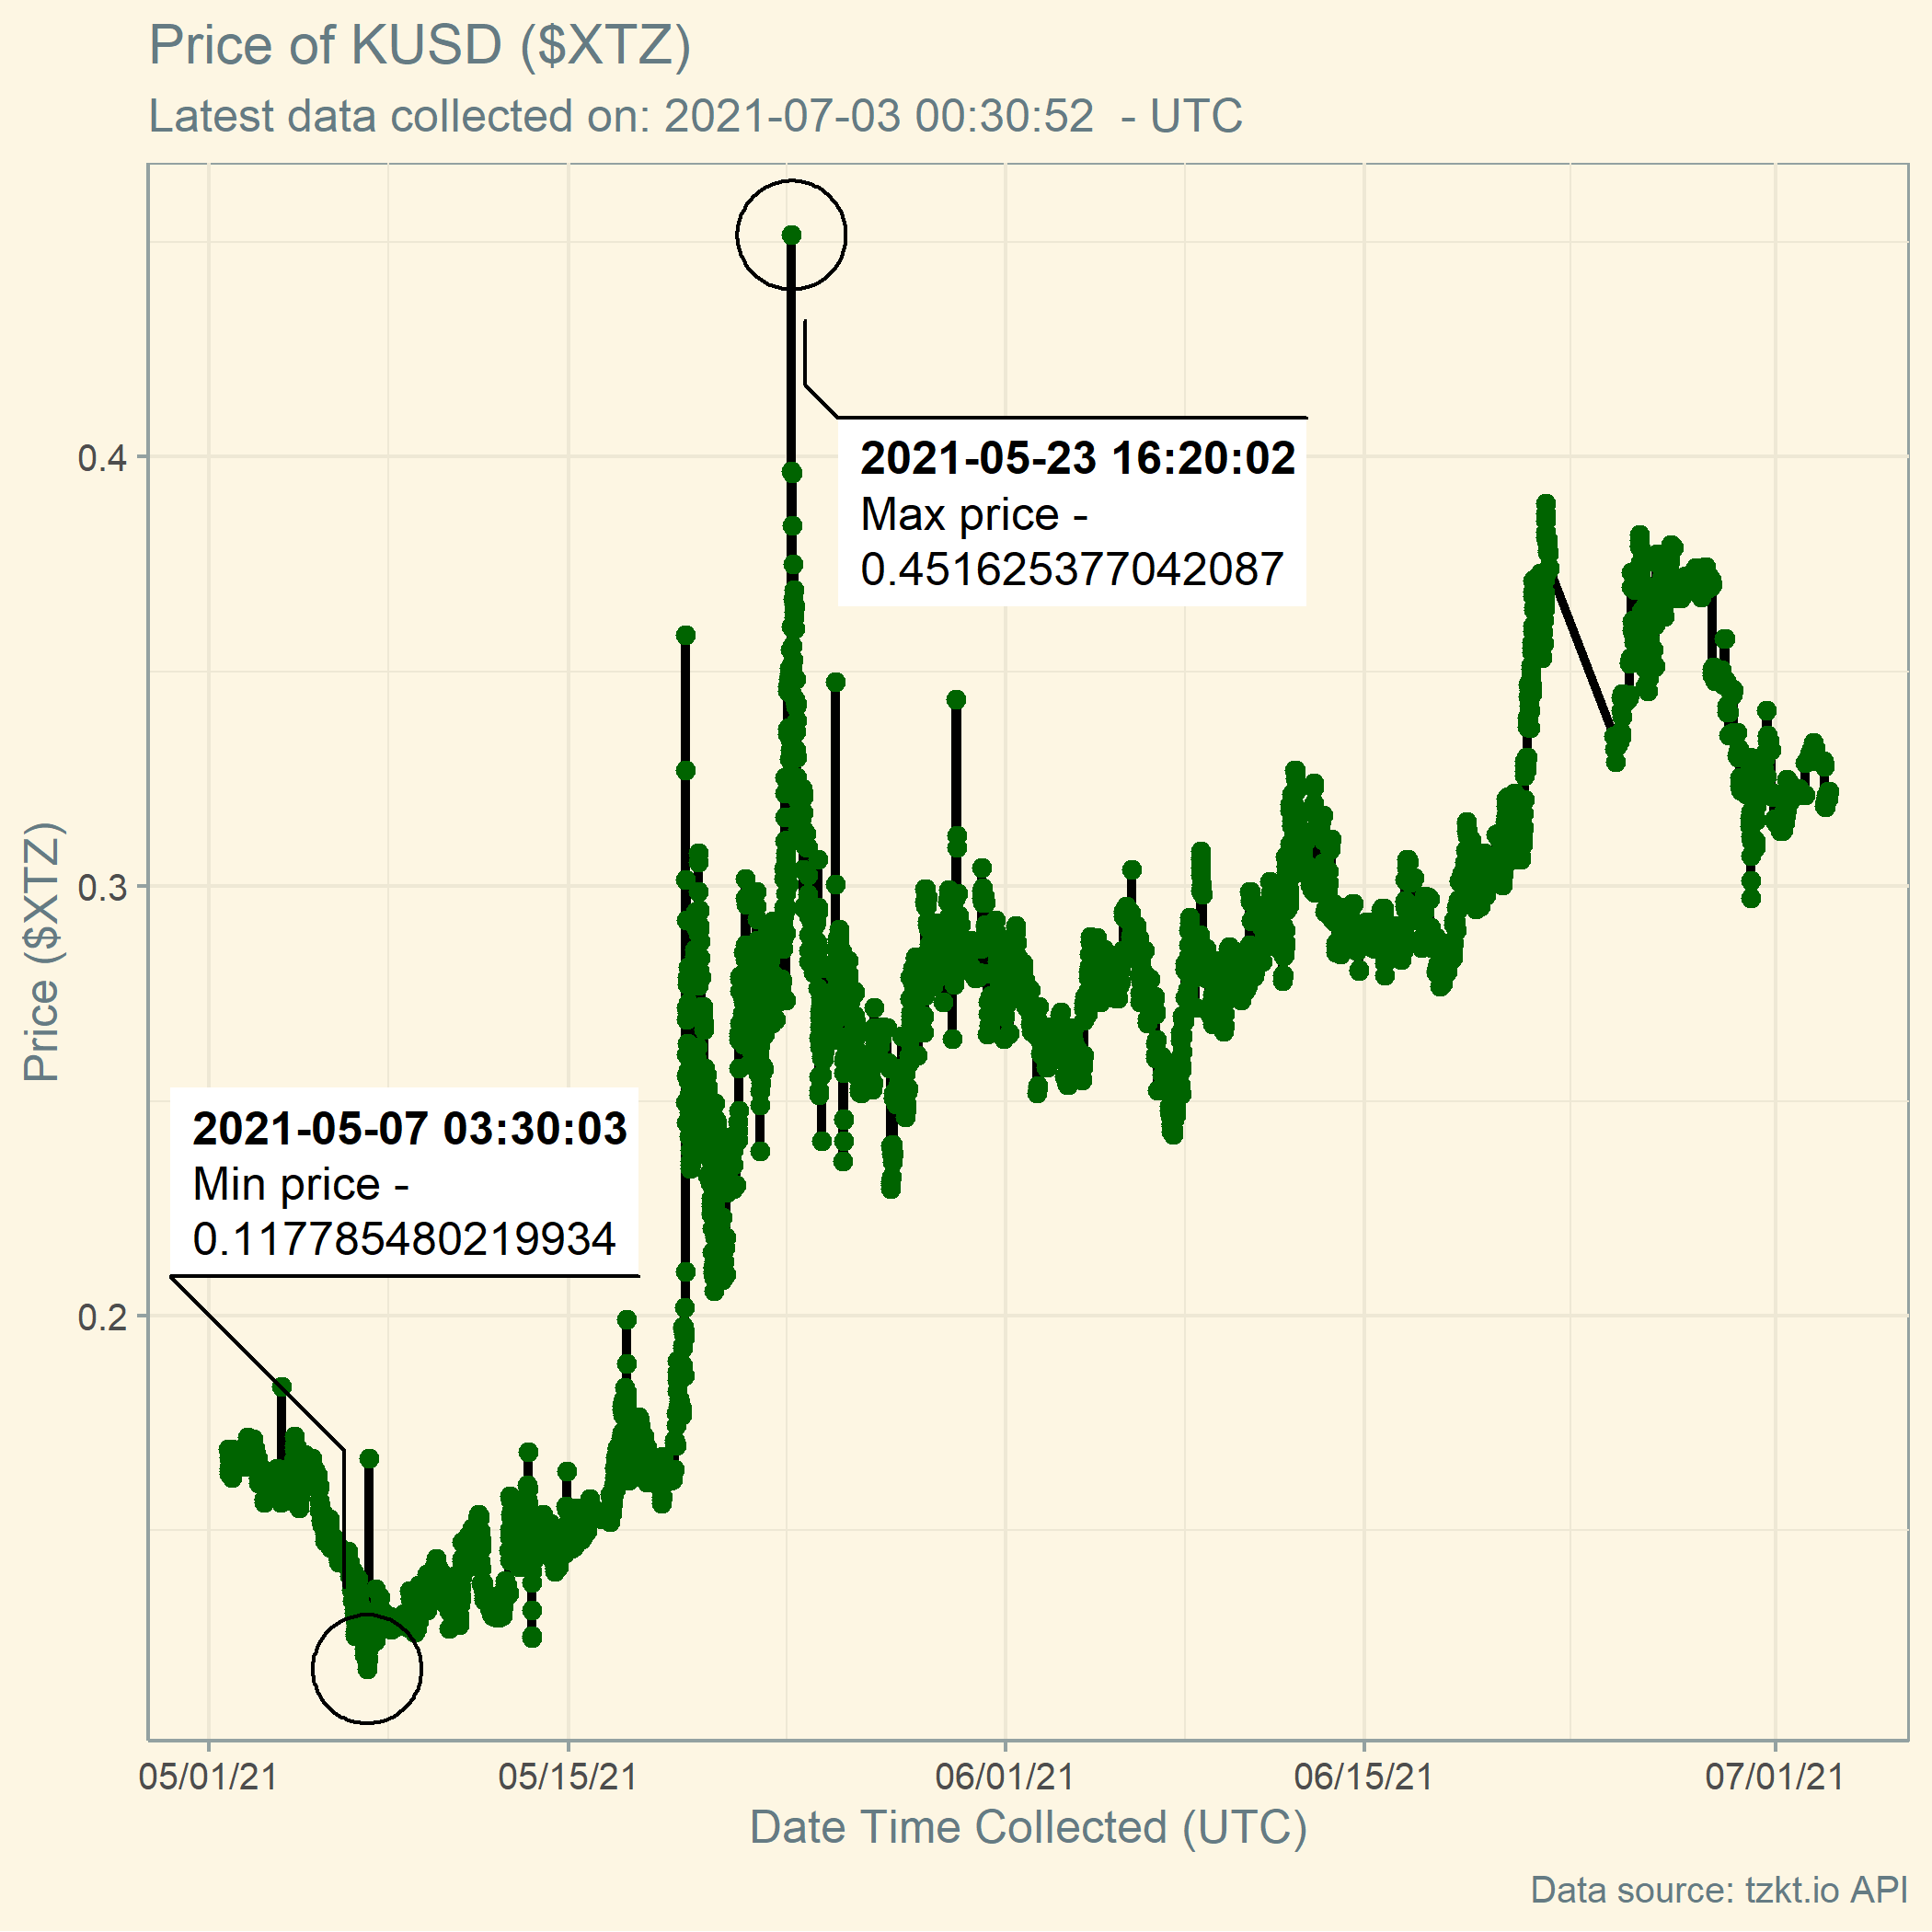 Price of KUSD ($XTZ)
Latest data collected on: 2021-07-03 00:30:52  - UTC
2021-05-23 16:20:02
Max price -
0.451625377042087
2021-05-07 03:30:03
Min price -
0.117785480219934
Price ($XTZ)
0.4
0.3
0.2
05/01/21
05/15/21
06/01/21
06/15/21
07/01/21
Date Time Collected (UTC)
Data source: tzkt.io API